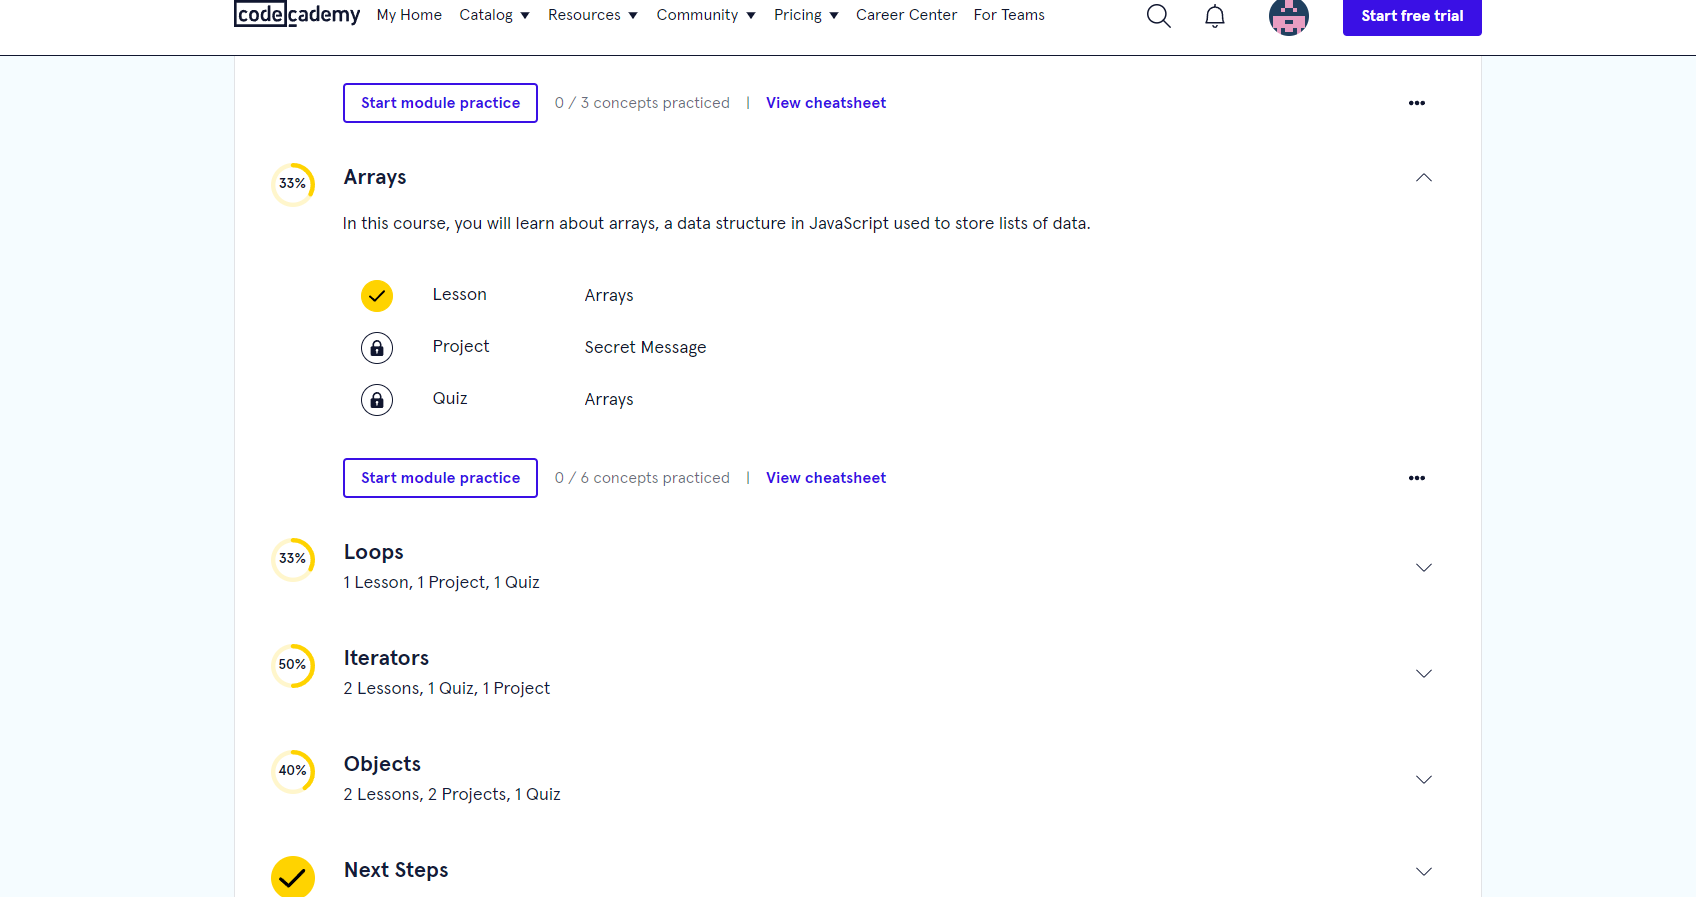 codecademy My Home Catalog Resources Community Pricing Career Center For Teams Start free trial
Start module practice 0 / 3 concepts practiced | View cheatsheet •••
33% Arrays
In this course, you will learn about arrays, a data structure in JavaScript used to store lists of data.
Lesson Arrays
Project Secret Message
Quiz Arrays
Start module practice 0 / 6 concepts practiced | View cheatsheet •••
33% Loops
1 Lesson, 1 Project, 1 Quiz
50% Iterators
2 Lessons, 1 Quiz, 1 Project
40% Objects
2 Lessons, 2 Projects, 1 Quiz
Next Steps